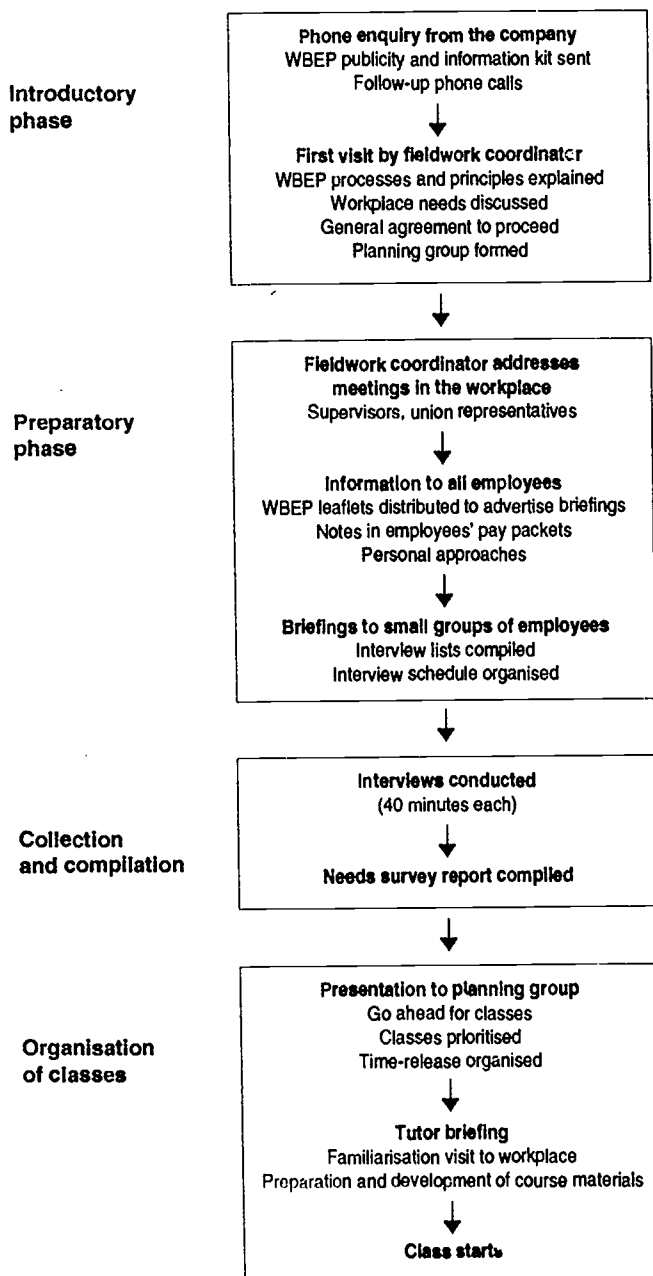 Introductory
phase
Phone enquiry from the company
WBEP publicity and information kit sent
Follow-up phone calls
First visit by fieldwork coordinator
WBEP processes and principles explained
Workplace needs discussed
General agreement to proceed
Planning group formed
Preparatory
phase
Fieldwork coordinator addresses
meetings in the workplace
Supervisors, union representatives
Information to all employees
WBEP leaflets distributed to advertise briefings
Notes in employees' pay packets
Personal approaches
Briefings to small groups of employees
Interview lists compiled
Interview schedule organised
Collection
and compilation
Interviews conducted
(40 minutes each)
Needs survey report compiled
Organisation
of classes
Presentation to planning group
Go ahead for classes
Classes prioritised
Time-release organised
Tutor briefing
Familiarisation visit to workplace
Preparation and development of course materials
Class starts